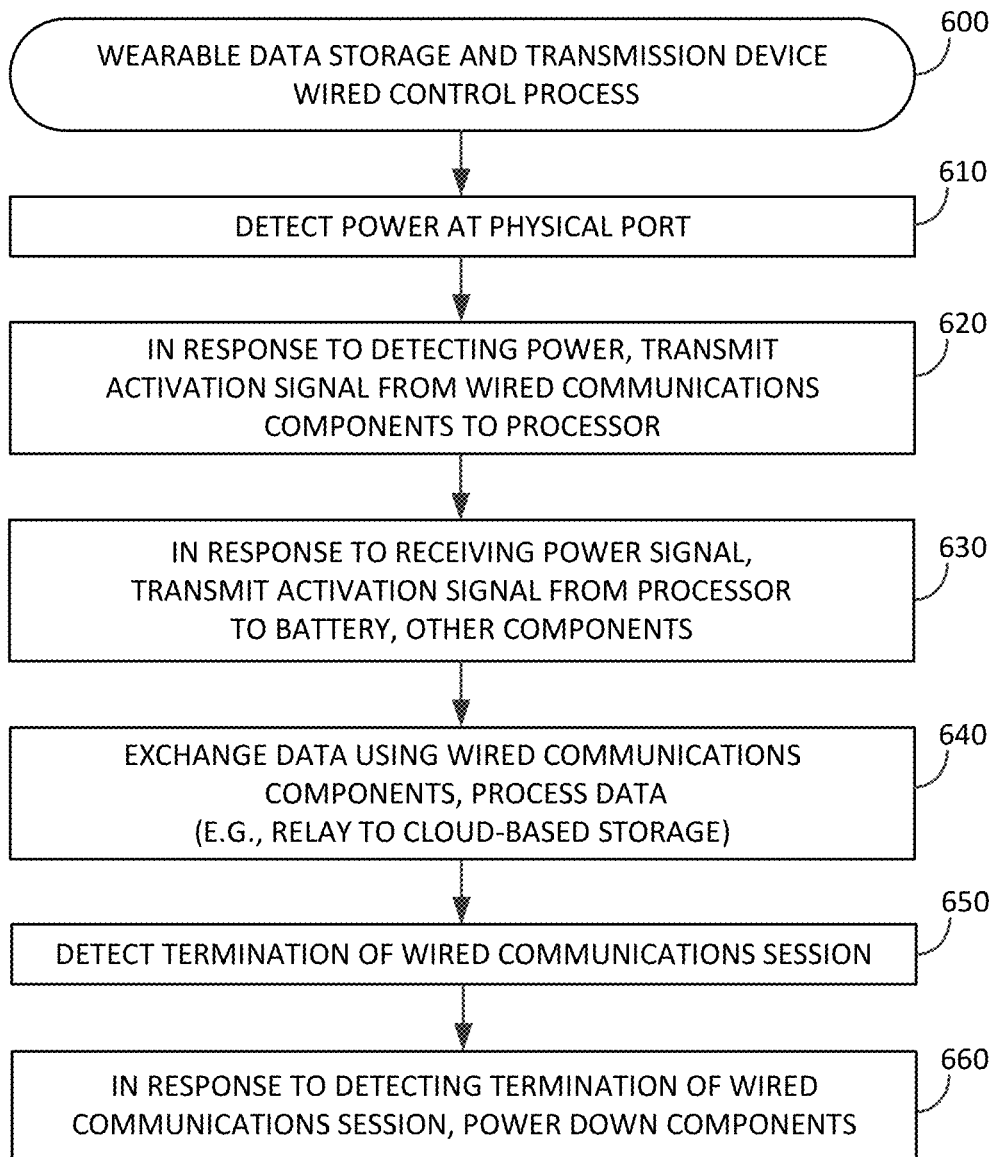 600
WEARABLE DATA STORAGE AND TRANSMISSION DEVICE
WIRED CONTROL PROCESS
610
DETECT POWER AT PHYSICAL PORT
620
IN RESPONSE TO DETECTING POWER, TRANSMIT
ACTIVATION SIGNAL FROM WIRED COMMUNICATIONS
COMPONENTS TO PROCESSOR
630
IN RESPONSE TO RECEIVING POWER SIGNAL,
TRANSMIT ACTIVATION SIGNAL FROM PROCESSOR
TO BATTERY, OTHER COMPONENTS
640
EXCHANGE DATA USING WIRED COMMUNICATIONS
COMPONENTS, PROCESS DATA
(E.G., RELAY TO CLOUD-BASED STORAGE)
650
DETECT TERMINATION OF WIRED COMMUNICATIONS SESSION
660
IN RESPONSE TO DETECTING TERMINATION OF WIRED
COMMUNICATIONS SESSION, POWER DOWN COMPONENTS